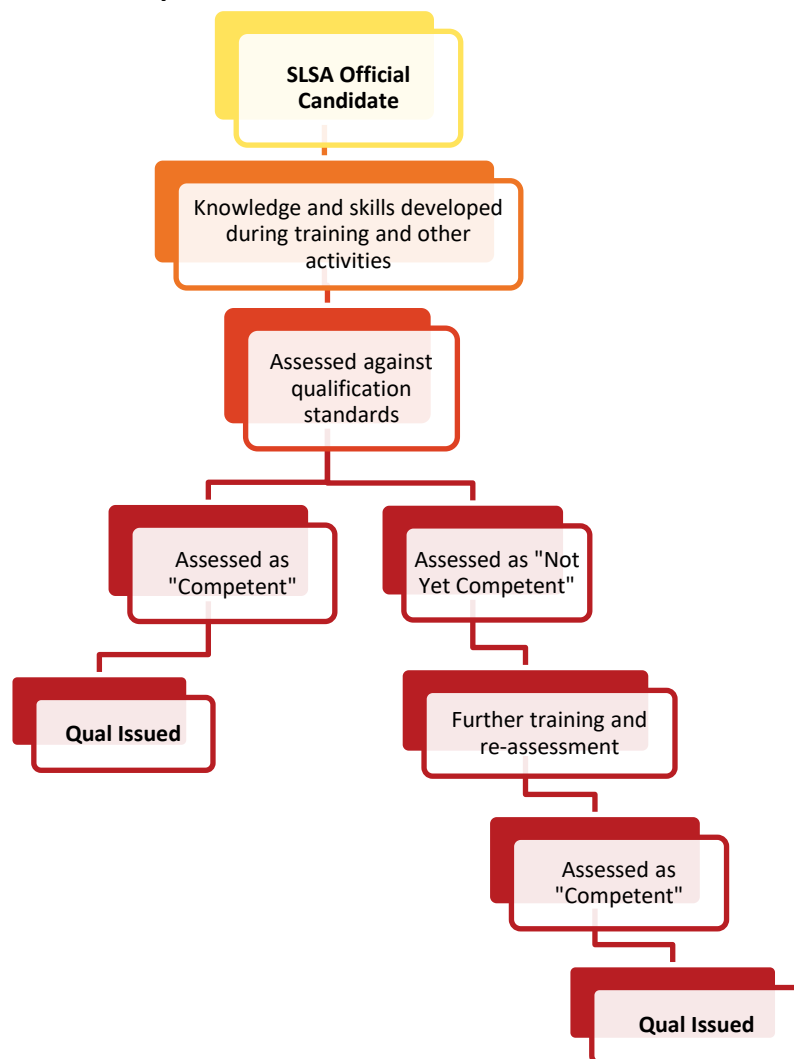 SLSA Official
Candidate
Knowledge and skills developed
during training and other
activities
Assessed against
qualification
standards
Assessed as
"Competent"
Assessed as "Not
Yet Competent"
Qual Issued
Further training and
re-assessment
Assessed as
"Competent"
Qual Issued